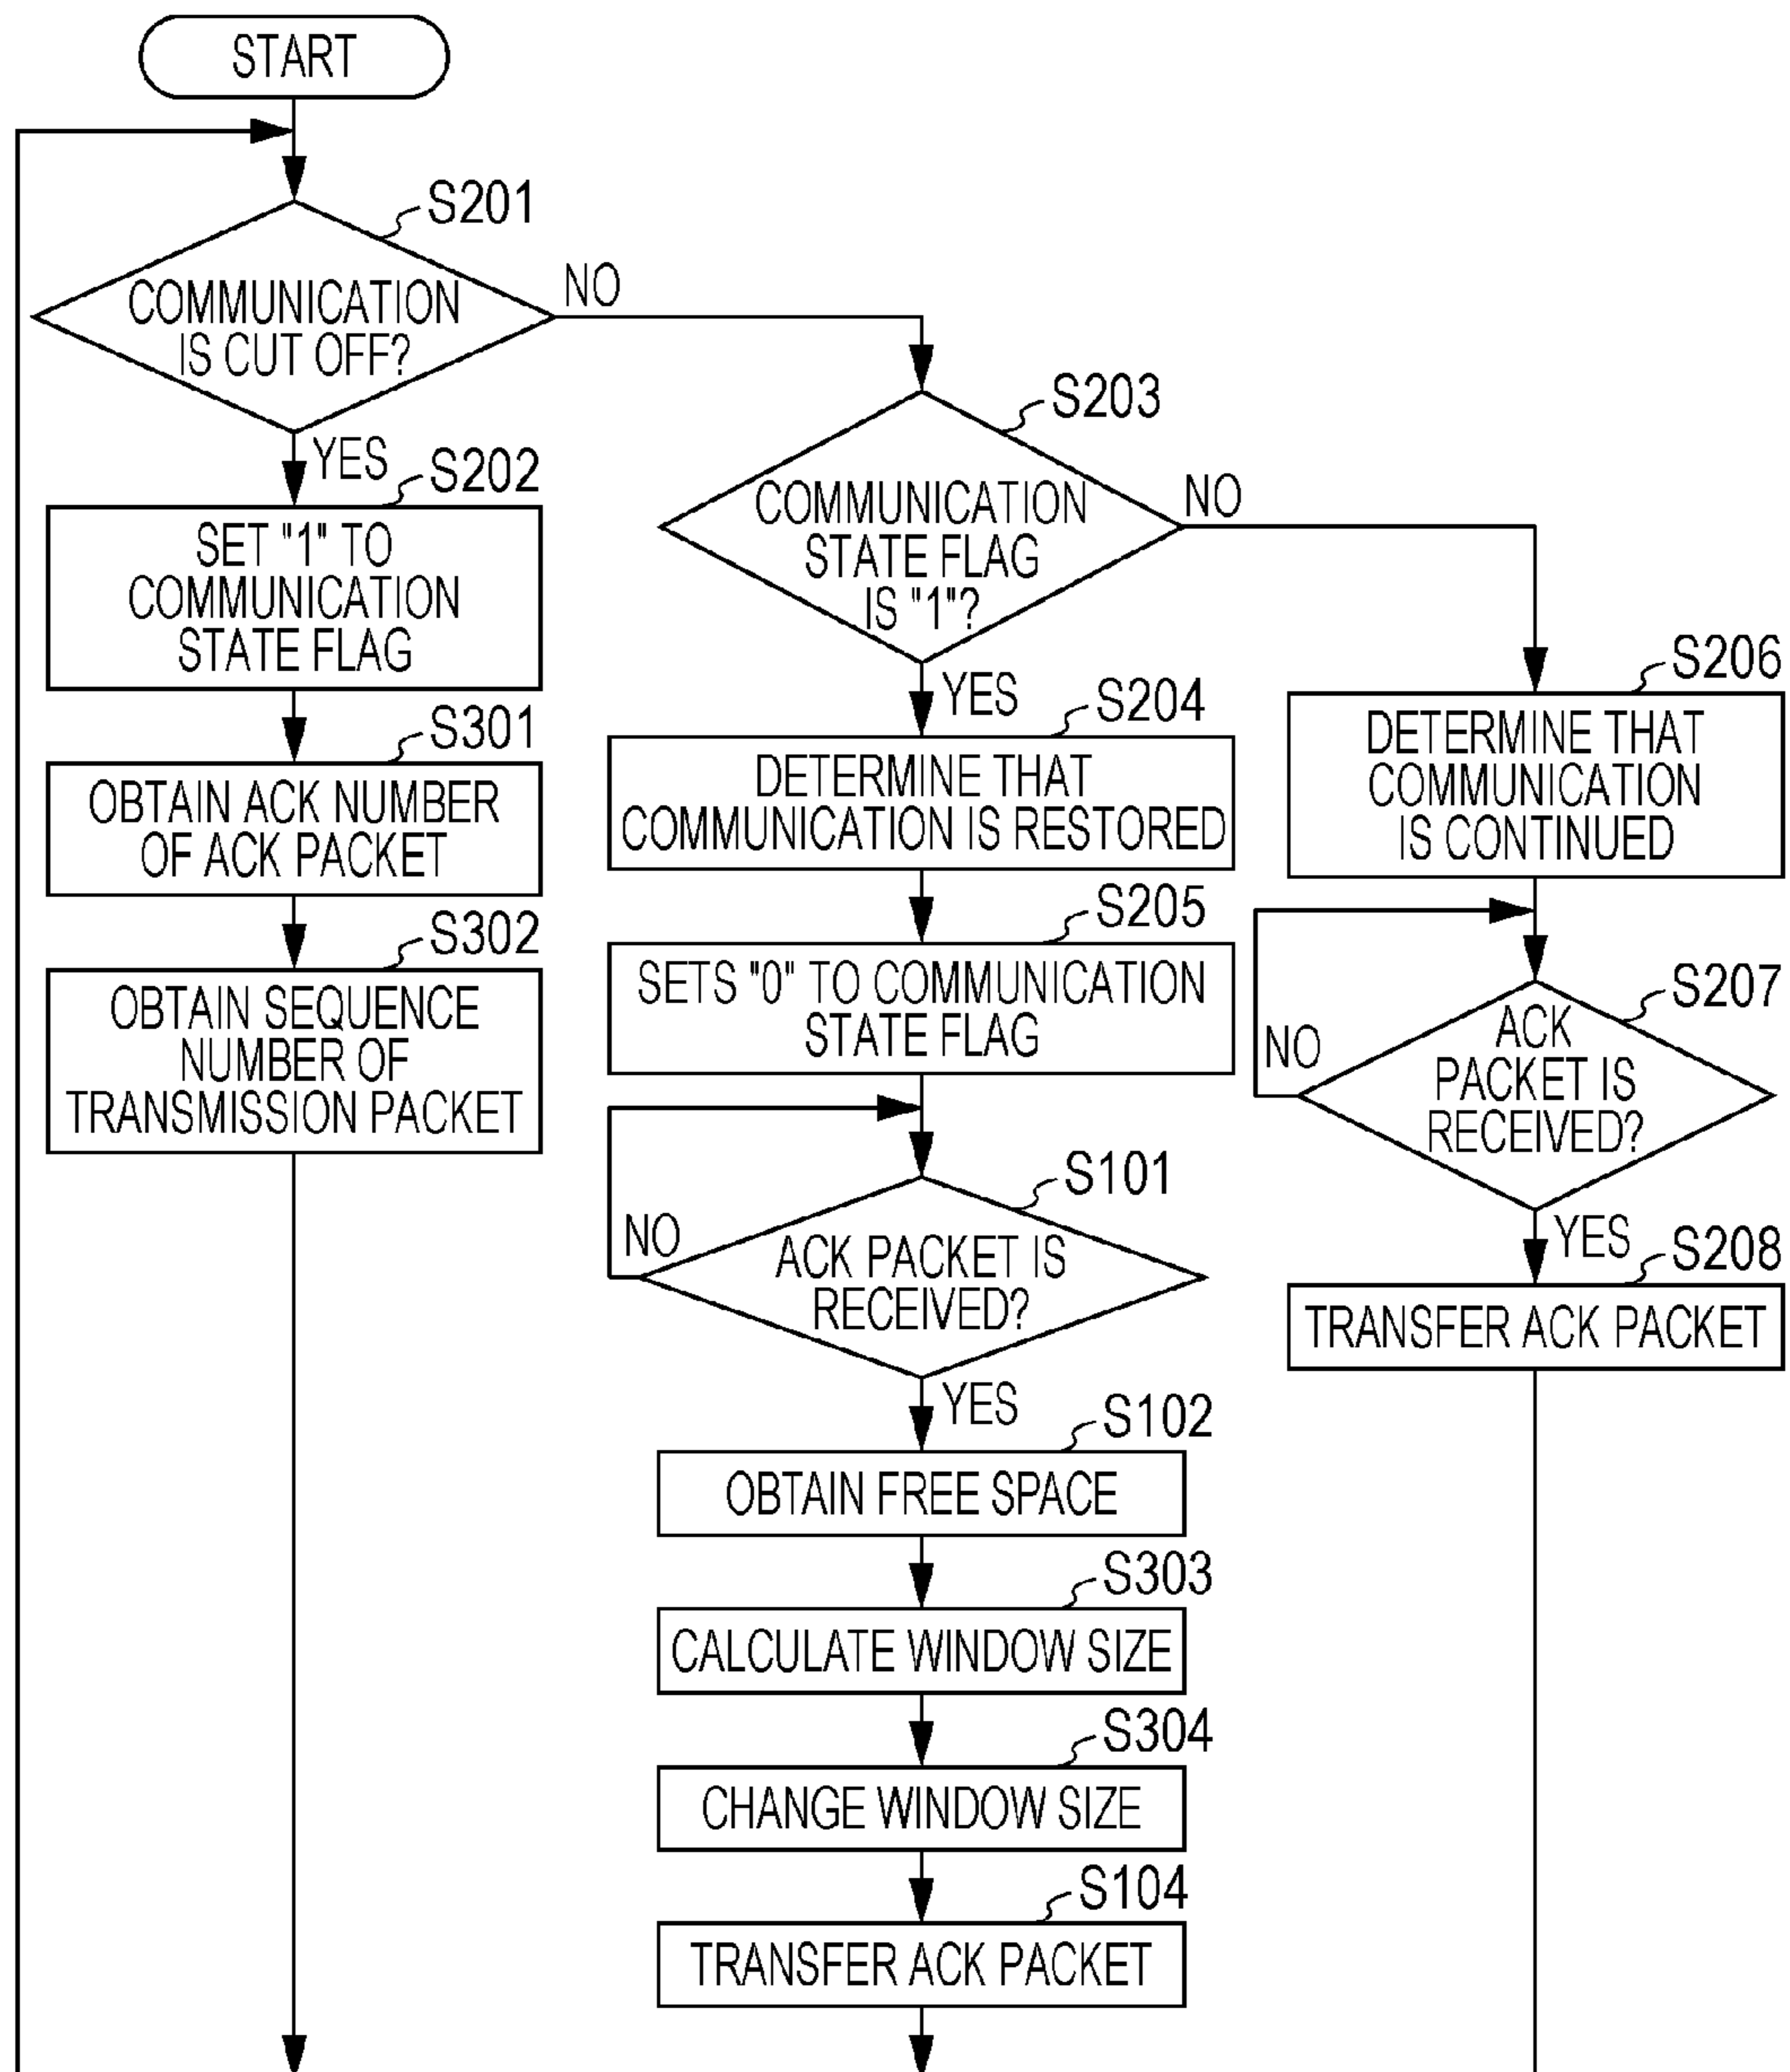 START
S201
COMMUNICATION
IS CUT OFF?
NO
YES
S202
SET "1" TO
COMMUNICATION
STATE FLAG
S301
OBTAIN ACK NUMBER
OF ACK PACKET
S302
OBTAIN SEQUENCE
NUMBER OF
TRANSMISSION PACKET
S203
COMMUNICATION
STATE FLAG
IS "1"?
NO
YES
S204
DETERMINE THAT
COMMUNICATION IS RESTORED
S205
SETS "0" TO COMMUNICATION
STATE FLAG
S101
NO
ACK PACKET IS
RECEIVED?
YES
S102
OBTAIN FREE SPACE
S303
CALCULATE WINDOW SIZE
S304
CHANGE WINDOW SIZE
S104
TRANSFER ACK PACKET
S206
DETERMINE THAT
COMMUNICATION
IS CONTINUED
S207
NO
ACK
PACKET IS
RECEIVED?
YES
S208
TRANSFER ACK PACKET